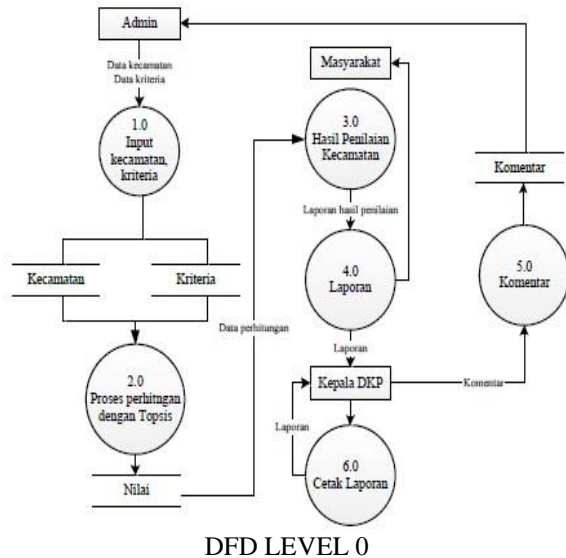 Admin
Data kecamatan
Data kriteria
1.0
Input
kecamatan,
kriteria
Kecamatan
Kriteria
2.0
Proses perhitngan
dengan Topsis
Nilai
Data perhitungan
Masyarakat
3.0
Hasil Penilaian
Kecamatan
Laporan hasil penilaian
4.0
Laporan
Laporan
Kepala DKP
Laporan
6.0
Cetak Laporan
Komentar
5.0
Komentar
Komentar
DFD LEVEL 0